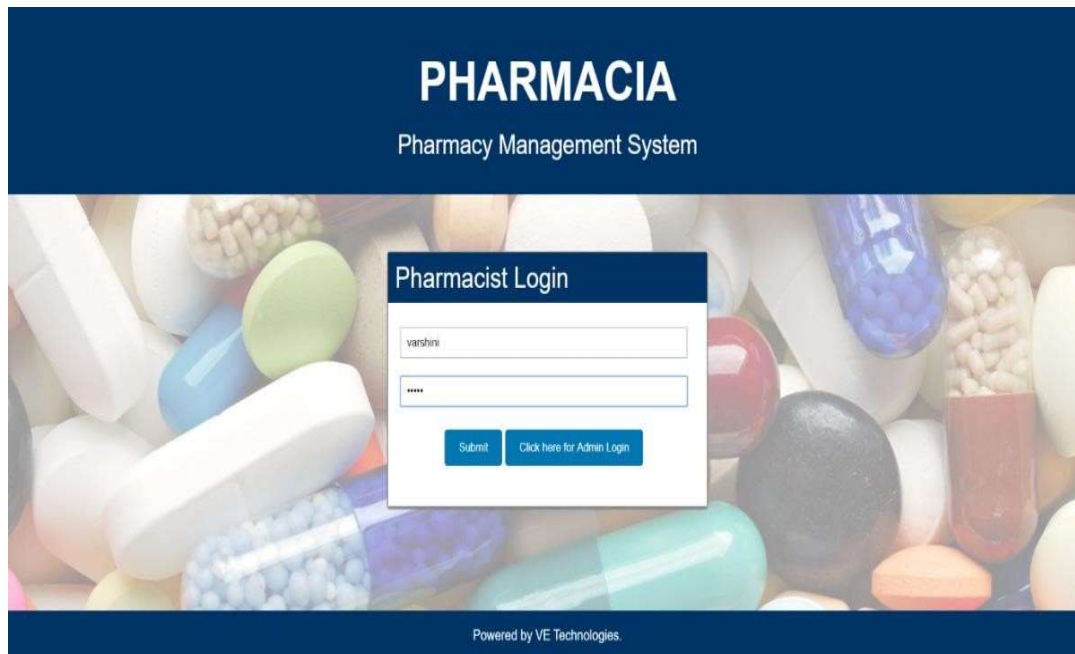 PHARMACIA
Pharmacy Management System
Pharmacist Login
varshini
•••••
Submit
Click here for Admin Login
Powered by VE Technologies.